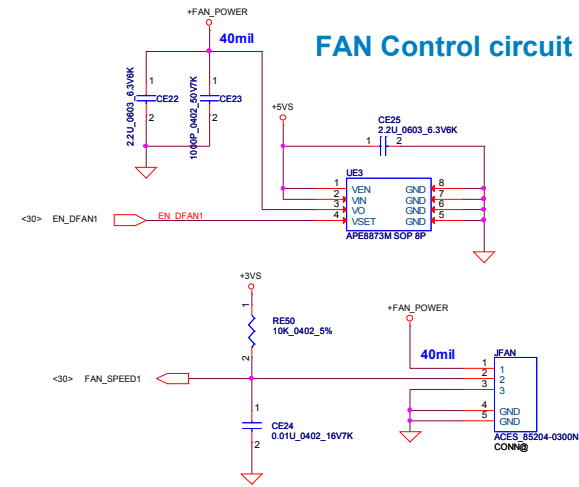 +FAN_POWER
40mil
FAN Control circuit
1
CE22
2
2.2U_0603_6.3V6K
1
CE23
2
1000P_0402_50V7K
+5VS
CE25
2.2U_0603_6.3V6K
1 2
UE3
1 VEN GND 8
2 VIN GND 7
3 VO GND 6
4 VSET GND 5
APE8873M SOP 8P
<30> EN_DFAN1 EN_DFAN1
+3VS
1
RE50
10K_0402_5%
2
+FAN_POWER
40mil
JFAN
1 1
2 2
3 3
4 GND
5 GND
ACES_85204-0300N
CONN@
<30> FAN_SPEED1
1
CE24
0.01U_0402_16V7K
2